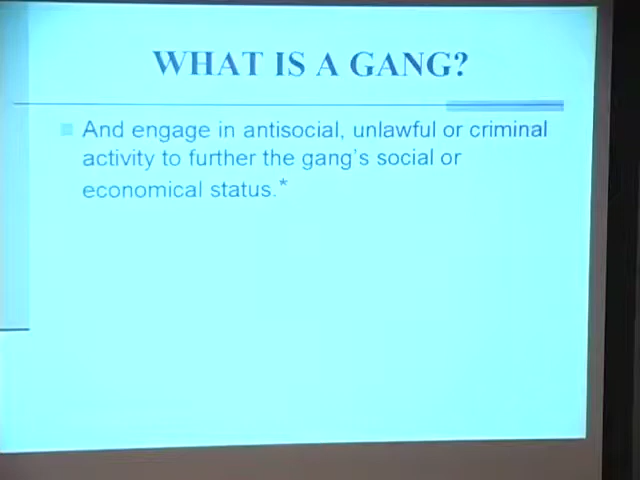 WHAT IS A GANG?
And engage in antisocial, unlawful or criminal
activity to further the gang's social or
economical status.*